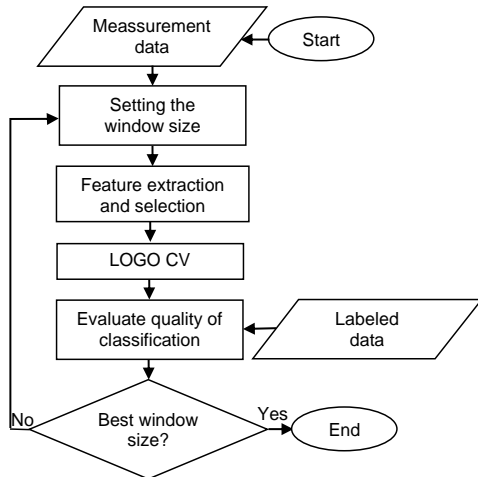 Meassurement
data
Start
Setting the
window size
Feature extraction
and selection
LOGO CV
Evaluate quality of
classification
Labeled
data
No
Best window
size?
Yes
End